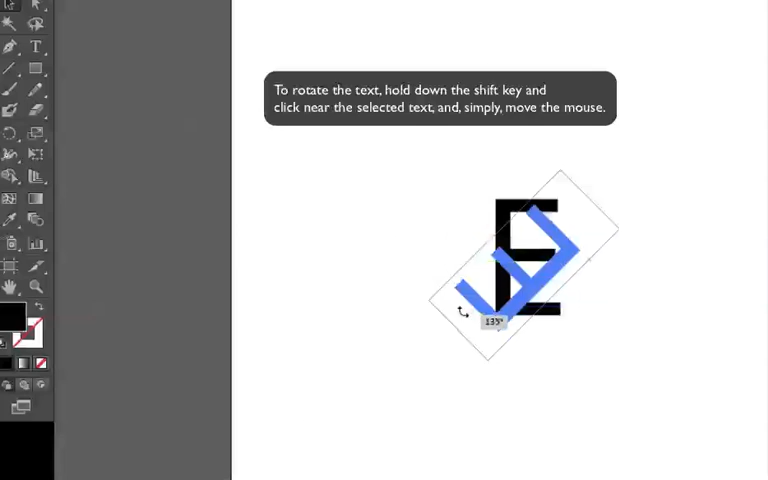 To rotate the text, hold down the shift key and
click near the selected text, and, simply, move the mouse.
E
E
135°